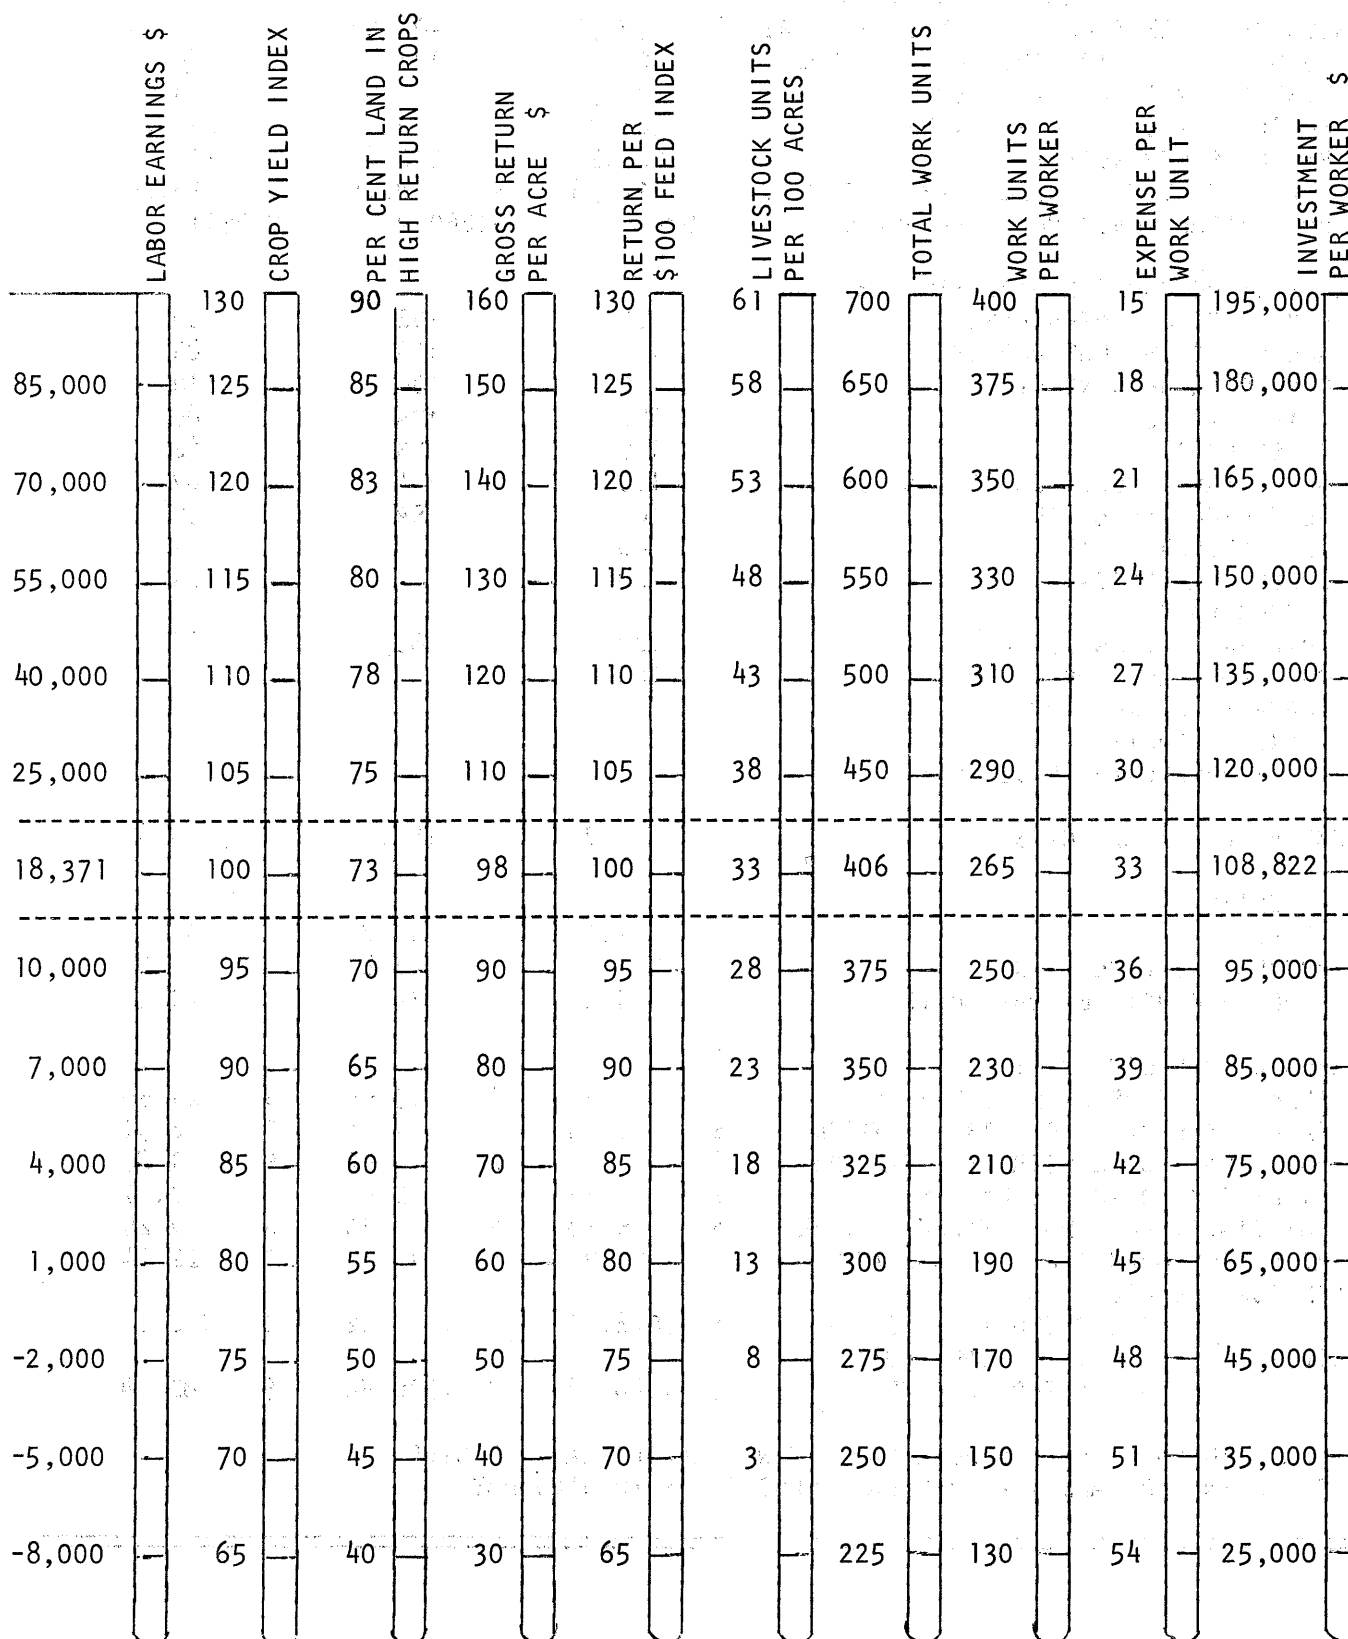 LABOR EARNINGS $
CROP YIELD INDEX
PER CENT LAND IN
HIGH RETURN CROPS
GROSS RETURN
PER ACRE $
RETURN PER
$100 FEED INDEX
LIVESTOCK UNITS
PER 100 ACRES
TOTAL WORK UNITS
WORK UNITS
PER WORKER
EXPENSE PER
WORK UNIT
INVESTMENT
PER WORKER $
130 90 160 130 61 700 400 15 195,000
85,000 125 85 150 125 58 650 375 18 180,000
70,000 120 83 140 120 53 600 350 21 165,000
55,000 115 80 130 115 48 550 330 24 150,000
40,000 110 78 120 110 43 500 310 27 135,000
25,000 105 75 110 105 38 450 290 30 120,000
18,371 100 73 98 100 33 406 265 33 108,822
10,000 95 70 90 95 28 375 250 36 95,000
7,000 90 65 80 90 23 350 230 39 85,000
4,000 85 60 70 85 18 325 210 42 75,000
1,000 80 55 60 80 13 300 190 45 65,000
-2,000 75 50 50 75 8 275 170 48 45,000
-5,000 70 45 40 70 3 250 150 51 35,000
-8,000 65 40 30 65 225 130 54 25,000